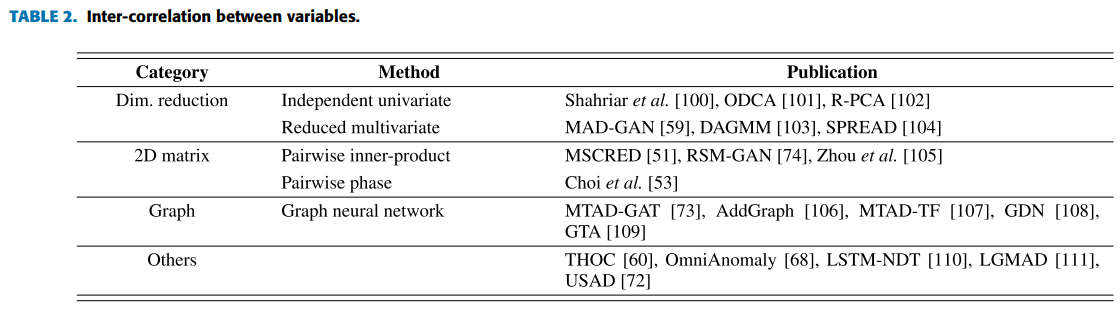 TABLE 2. Inter-correlation between variables.
Category Method Publication
Dim. reduction Independent univariate Shahriar et al. [100], ODCA [101], R-PCA [102]
Reduced multivariate MAD-GAN [59], DAGMM [103], SPREAD [104]
2D matrix Pairwise inner-product MSCRED [51], RSM-GAN [74], Zhou et al. [105]
Pairwise phase Choi et al. [53]
Graph Graph neural network MTAD-GAT [73], AddGraph [106], MTAD-TF [107], GDN [108],
GTA [109]
Others THOC [60], OmniAnomaly [68], LSTM-NDT [110], LGMAD [111],
USAD [72]